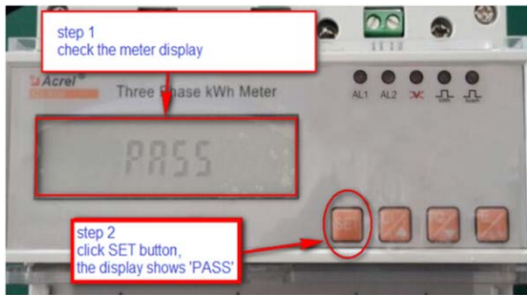 step 1
check the meter display
Acrel®
Three Phase kWh Meter
AL1 AL2
PASS
SET
step 2
click SET button,
the display shows 'PASS'